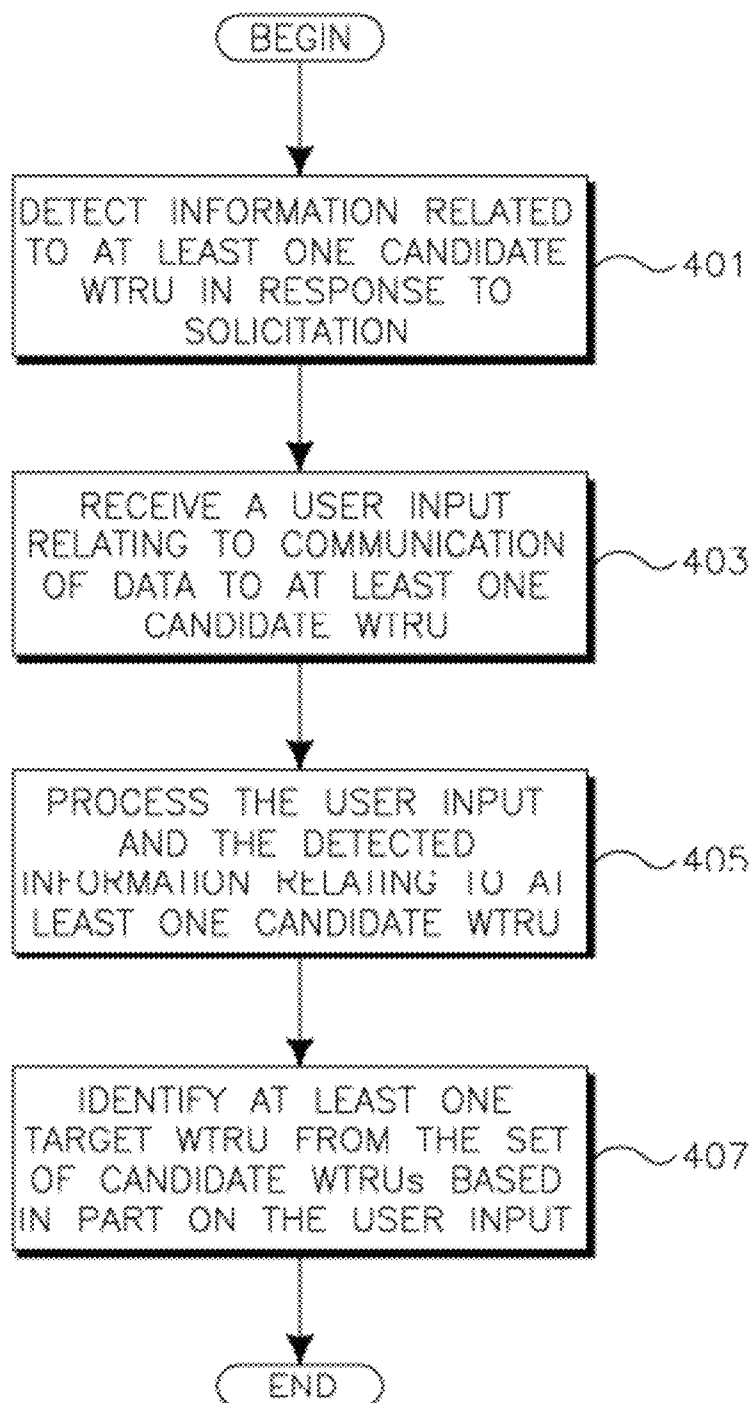 BEGIN
DETECT INFORMATION RELATED
TO AT LEAST ONE CANDIDATE
WTRU IN RESPONSE TO
SOLICITATION
401
RECEIVE A USER INPUT
RELATING TO COMMUNICATION
OF DATA TO AT LEAST ONE
CANDIDATE WTRU
403
PROCESS THE USER INPUT
AND THE DETECTED
INFORMATION RELATING TO AT
LEAST ONE CANDIDATE WTRU
405
IDENTIFY AT LEAST ONE
TARGET WTRU FROM THE SET
OF CANDIDATE WTRUs BASED
IN PART ON THE USER INPUT
407
END